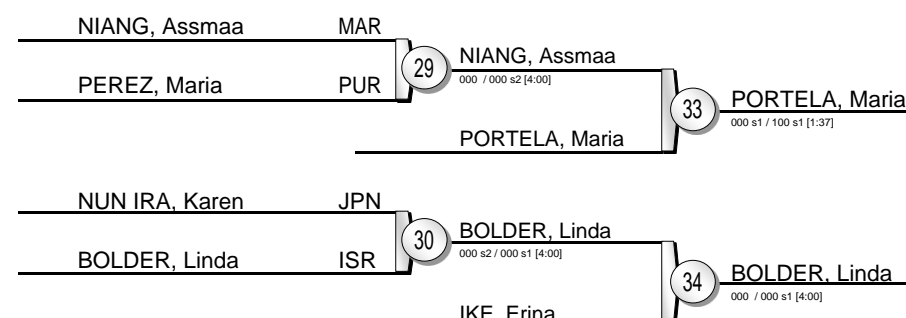 NIANG, Assmaa MAR
PEREZ, Maria PUR
29
NIANG, Assmaa
000 / 000 s2 [4:00]
PORTELA, Maria
33
PORTELA, Maria
000 s1 / 100 s1 [1:37]
NUN IRA, Karen JPN
BOLDER, Linda ISR
30
BOLDER, Linda
000 s2 / 000 s1 [4:00]
IKE, Erina
34
BOLDER, Linda
000 / 000 s1 [4:00]